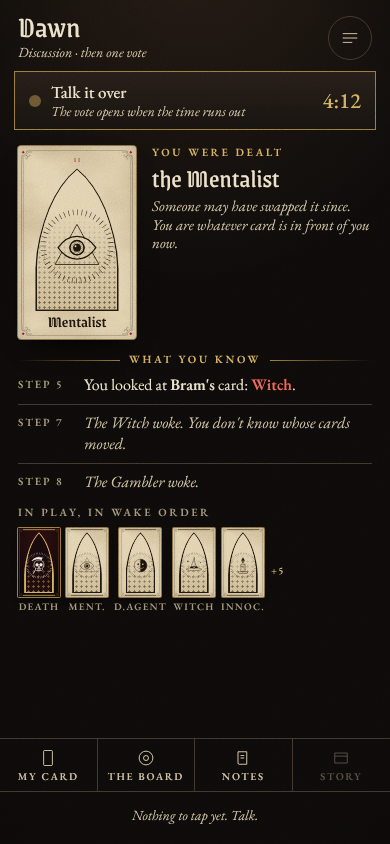 Dawn
Discussion · then one vote
Talk it over
The vote opens when the time runs out
4:12
YOU WERE DEALT
the Mentalist
Someone may have swapped it since.
You are whatever card is in front of you
now.
II
Mentalist
WHAT YOU KNOW
STEP 5 You looked at Bram's card: Witch.
STEP 7 The Witch woke. You don't know whose cards
moved.
STEP 8 The Gambler woke.
IN PLAY, IN WAKE ORDER
+5
DEATH MENT. D.AGENT WITCH INNOC.
MY CARD THE BOARD NOTES STORY
Nothing to tap yet. Talk.